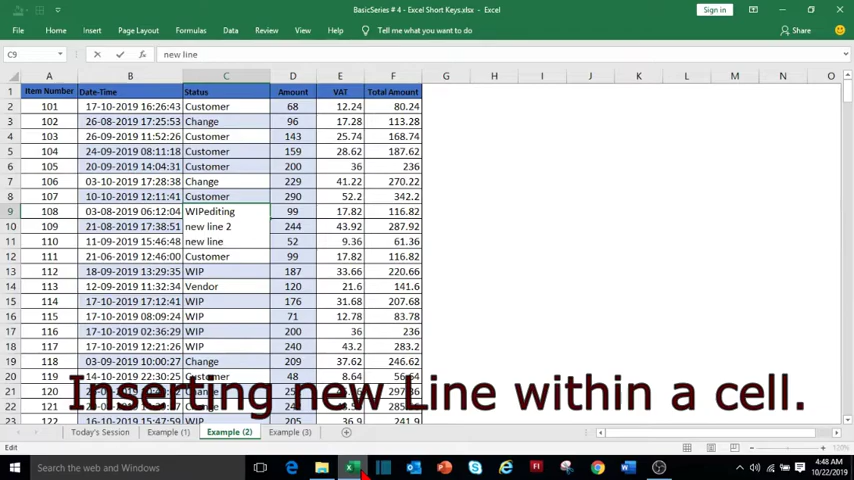 BasicSeries # 4 - Excel Short Keys.xlsx - Excel
Sign in
File Home Insert Page Layout Formulas Data Review View Help Tell me what you want to do Share
C9 fx new line
A B C D E F G H I J K L M N O
1 Item Number Date-Time Status Amount VAT Total Amount
2 101 17-10-2019 16:26:43 Customer 68 12.24 80.24
3 102 26-08-2019 17:25:53 Change 96 17.28 113.28
4 103 26-09-2019 11:52:26 Customer 143 25.74 168.74
5 104 24-09-2019 08:11:18 Customer 159 28.62 187.62
6 105 20-09-2019 14:04:31 Customer 200 36 236
7 106 03-10-2019 17:28:38 Change 229 41.22 270.22
8 107 10-10-2019 12:11:41 Customer 290 52.2 342.2
9 108 03-08-2019 06:12:04 WIPediting 99 17.82 116.82
10 109 21-08-2019 17:38:51 new line 2 244 43.92 287.92
11 110 11-09-2019 15:46:48 new line 52 9.36 61.36
12 111 21-06-2019 12:46:00 Customer 99 17.82 116.82
13 112 18-09-2019 13:29:35 WIP 187 33.66 220.66
14 113 12-09-2019 11:32:34 Vendor 120 21.6 141.6
15 114 17-10-2019 17:12:41 WIP 176 31.68 207.68
16 115 17-10-2019 08:09:24 WIP 71 12.78 83.78
17 116 17-10-2019 02:36:29 WIP 200 36 236
18 117 17-10-2019 12:21:26 WIP 240 43.2 283.2
19 118 03-09-2019 10:00:27 Change 209 37.62 246.62
20 119 14-10-2019 22:30:25 Customer 48 8.64 56.64
21 120
22 121
Inserting new Line within a cell.
122 WIP 205 36.9 241.9
Today's Session Example (1) Example (2) Example (3)
Edit 120%
Search the web and Windows
4:48 AM
10/22/2019